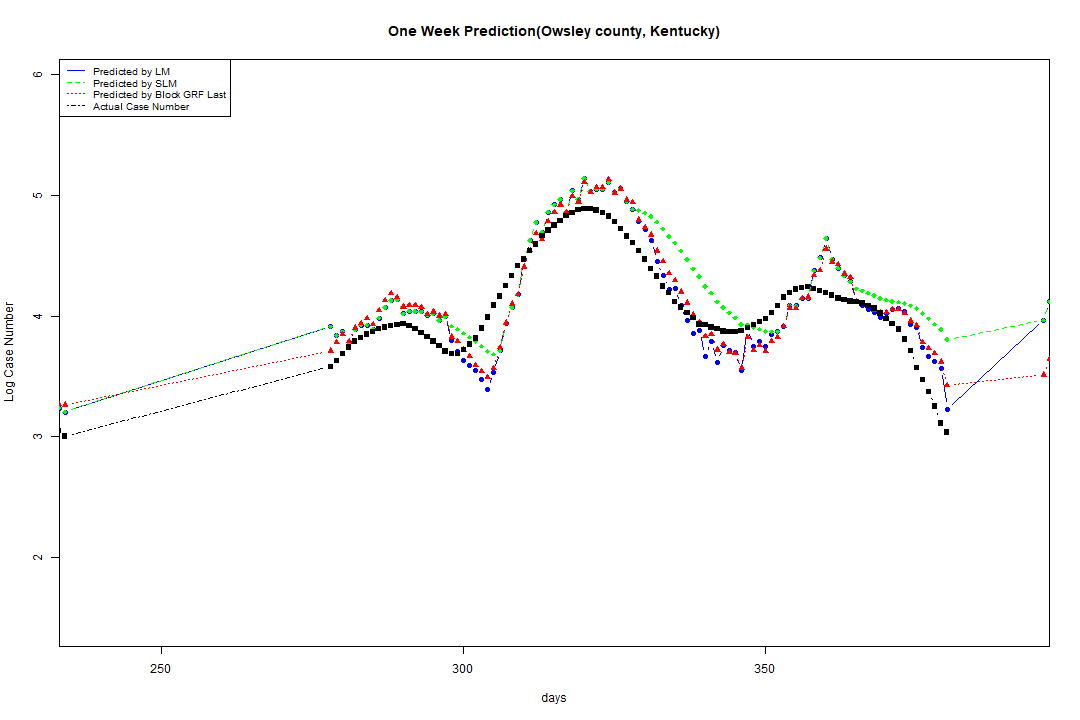 One Week Prediction(Owsley county, Kentucky)
Predicted by LM
Predicted by SLM
Predicted by Block GRF Last
Actual Case Number
6
5
4
3
2
Log Case Number
250 300 350
days